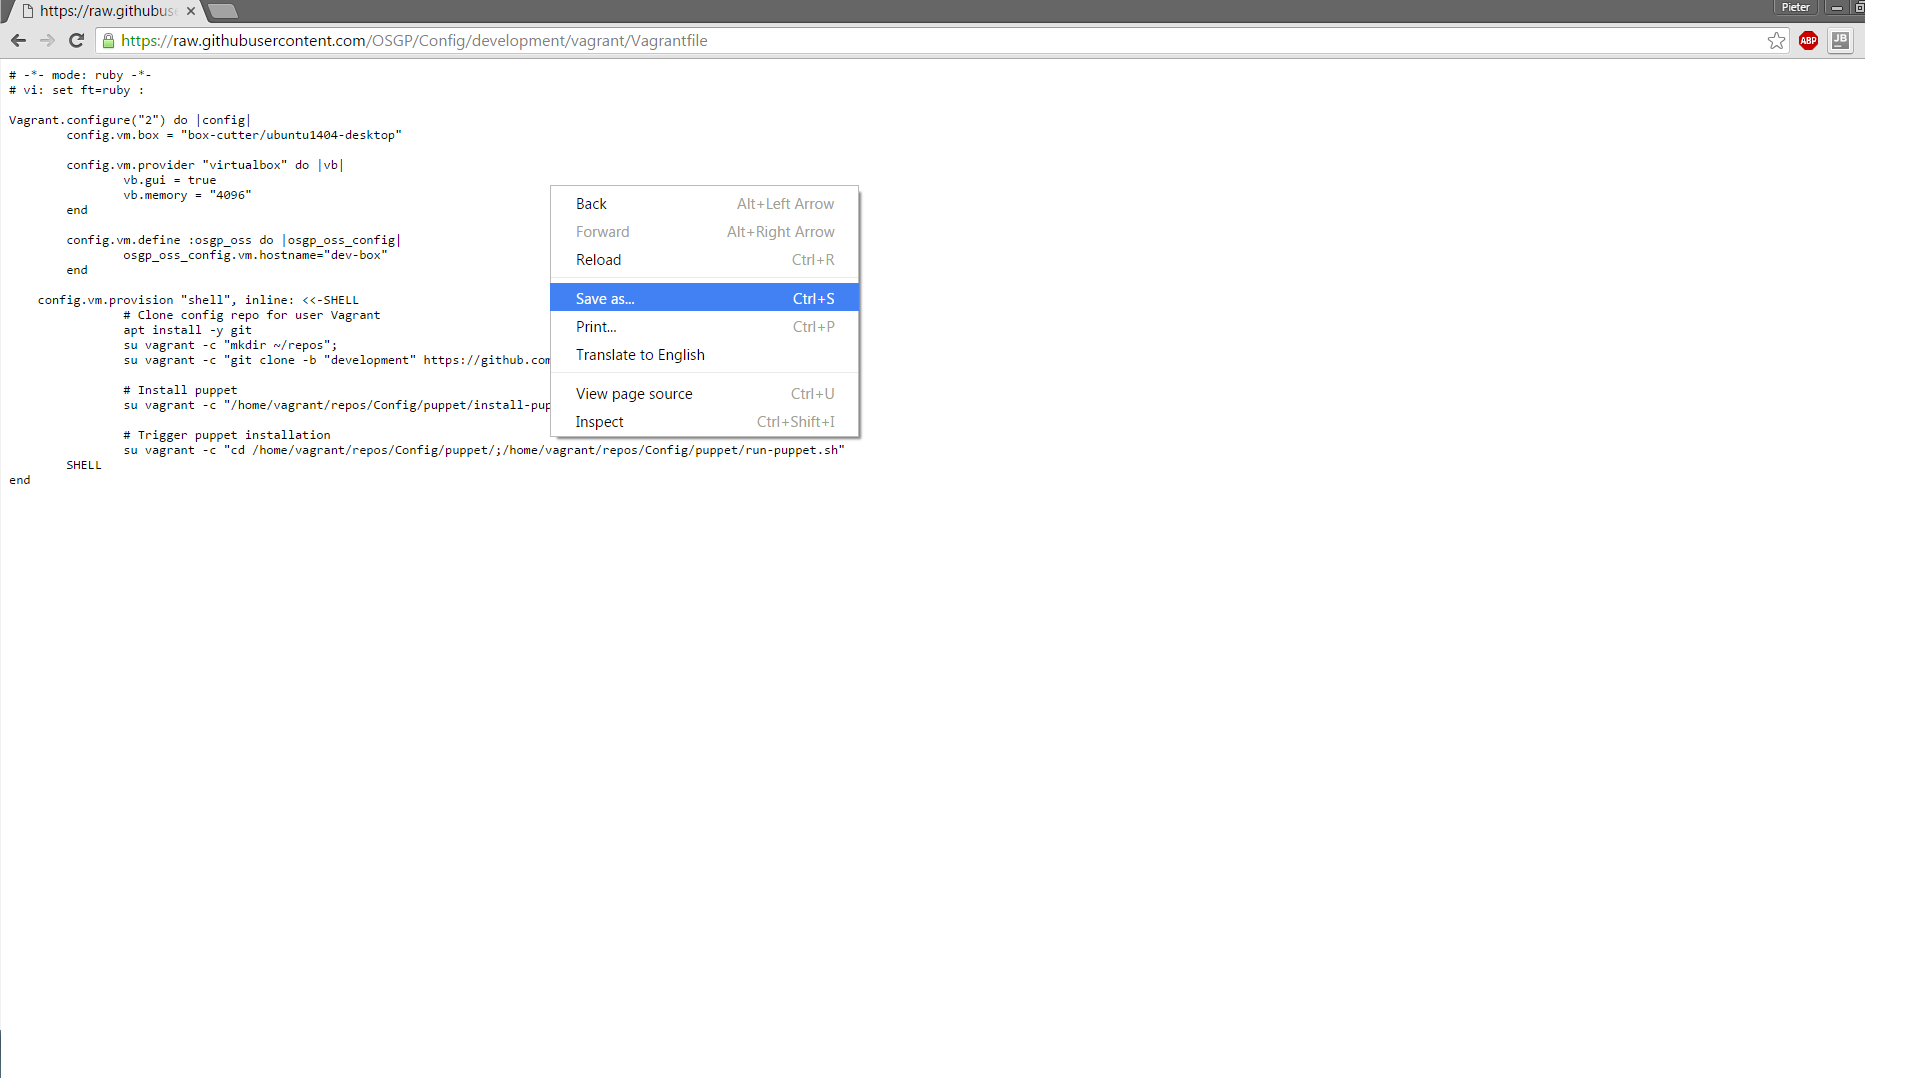 https://raw.githubus
Pieter
https://raw.githubusercontent.com/OSGP/Config/development/vagrant/Vagrantfile
ABP
JB
# -*- mode: ruby -*-
# vi: set ft=ruby :
Vagrant.configure("2") do |config|
config.vm.box = "box-cutter/ubuntu1404-desktop"
config.vm.provider "virtualbox" do |vb|
vb.gui = true
vb.memory = "4096"
end
config.vm.define :osgp_oss do |osgp_oss_config|
osgp_oss_config.vm.hostname="dev-box"
end
config.vm.provision "shell", inline: <<-SHELL
# Clone config repo for user Vagrant
apt install -y git
su vagrant -c "mkdir ~/repos";
su vagrant -c "git clone -b "development" https://github.com
# Install puppet
su vagrant -c "/home/vagrant/repos/Config/puppet/install-pup
# Trigger puppet installation
su vagrant -c "cd /home/vagrant/repos/Config/puppet/;/home/vagrant/repos/Config/puppet/run-puppet.sh"
SHELL
end
Back Alt+Left Arrow
Forward Alt+Right Arrow
Reload Ctrl+R
Save as... Ctrl+S
Print... Ctrl+P
Translate to English
View page source Ctrl+U
Inspect Ctrl+Shift+I